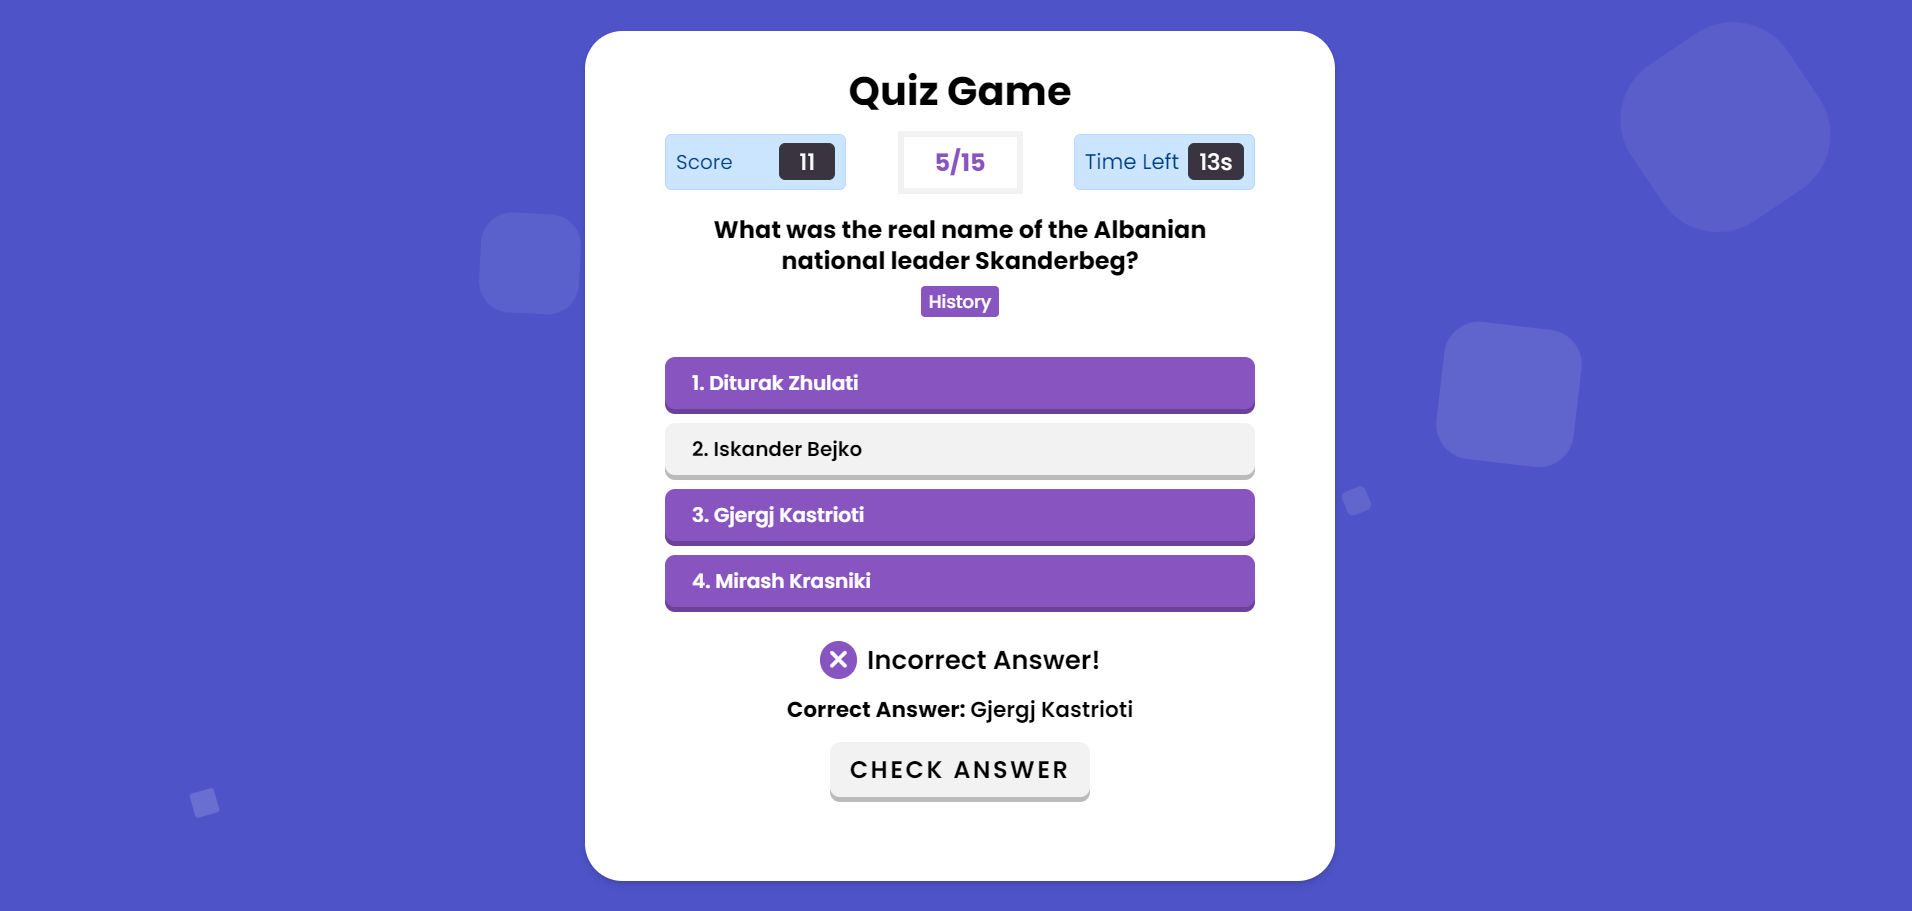 Quiz Game
Score 11
5/15
Time Left 13s
What was the real name of the Albanian
national leader Skanderbeg?
History
1. Diturak Zhulati
2. Iskander Bejko
3. Gjergj Kastrioti
4. Mirash Krasniki
Incorrect Answer!
Correct Answer: Gjergj Kastrioti
CHECK ANSWER